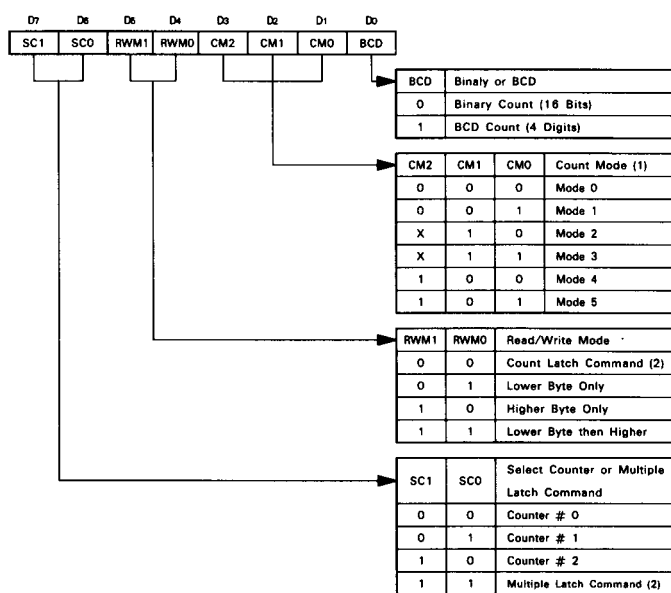 D7 D6 D5 D4 D3 D2 D1 D0
SC1 SC0 RWM1 RWM0 CM2 CM1 CM0 BCD
BCD Binaly or BCD
0 Binary Count (16 Bits)
1 BCD Count (4 Digits)
CM2 CM1 CM0 Count Mode (1)
0 0 0 Mode 0
0 0 1 Mode 1
X 1 0 Mode 2
X 1 1 Mode 3
1 0 0 Mode 4
1 0 1 Mode 5
RWM1 RWM0 Read/Write Mode
0 0 Count Latch Command (2)
0 1 Lower Byte Only
1 0 Higher Byte Only
1 1 Lower Byte then Higher
SC1 SC0 Select Counter or Multiple
Latch Command
0 0 Counter # 0
0 1 Counter # 1
1 0 Counter # 2
1 1 Multiple Latch Command (2)